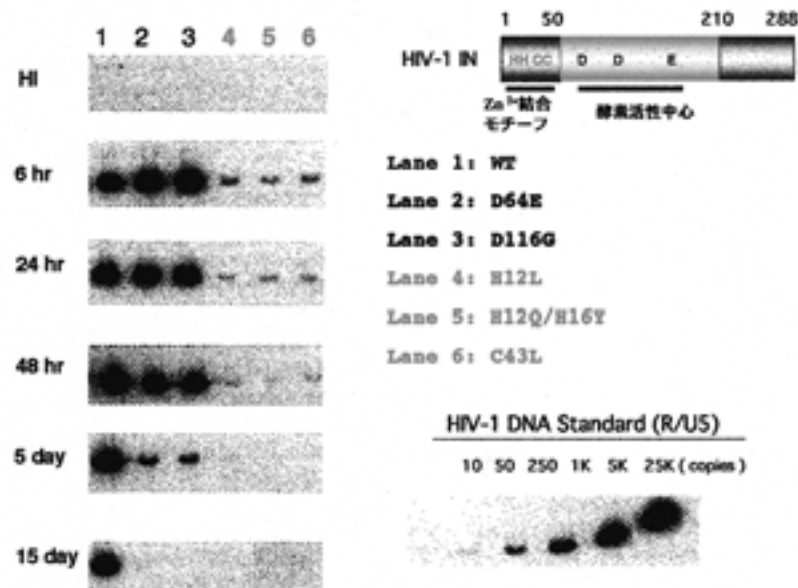 1 2 3 4 5 6
HI
6 hr
24 hr
48 hr
5 day
15 day
1 50 210 288
HIV-1 IN
HH CC D D E
Zn²⁺結合
モチーフ
酵素活性中心
Lane 1: WT
Lane 2: D64E
Lane 3: D116G
Lane 4: H12L
Lane 5: H12Q/H16Y
Lane 6: C43L
HIV-1 DNA Standard (R/U5)
10 50 250 1K 5K 25K (copies)